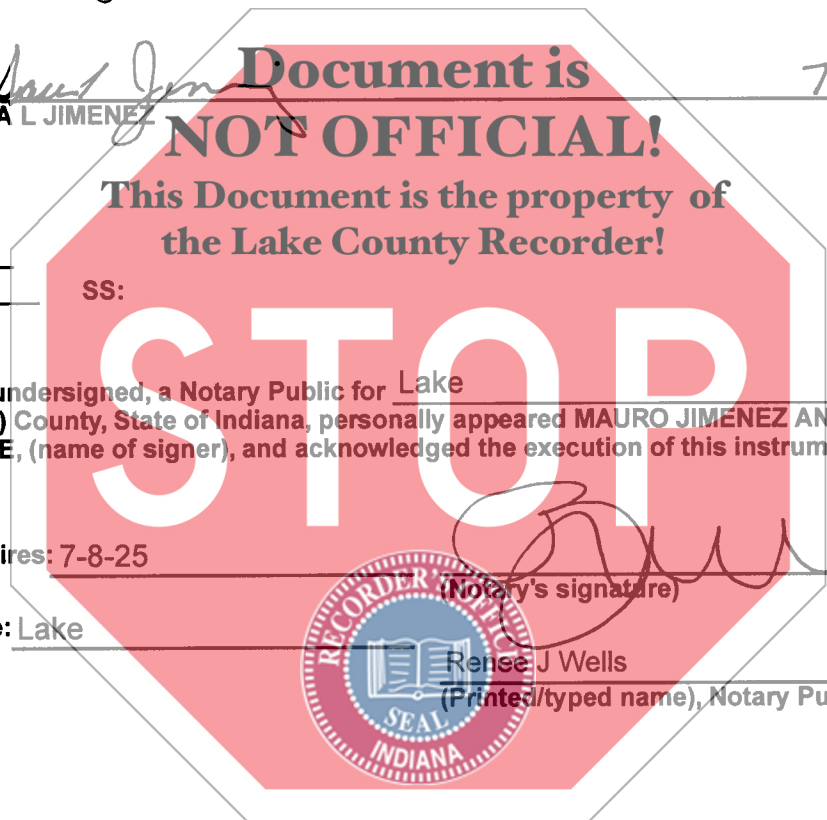 Document is
A L JIMENEZ
NOT OFFICIAL!
This Document is the property of
the Lake County Recorder!
SS:
STOP
undersigned, a Notary Public for Lake
) County, State of Indiana, personally appeared MAURO JIMENEZ AN
E, (name of signer), and acknowledged the execution of this instrum
ires: 7-8-25
(Notary's signature)
e: Lake
Renee J Wells
(Printed/typed name), Notary Pu
RECORDER'S OFFICE
SEAL
INDIANA